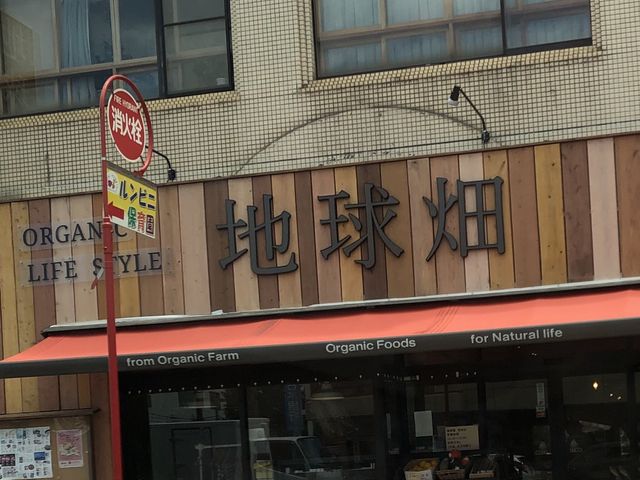 FIRE HYDRANT
消火栓
ルンビニ
保育園
ORGANIC
LIFE STYLE
地球畑
from Organic Farm
Organic Foods
for Natural life